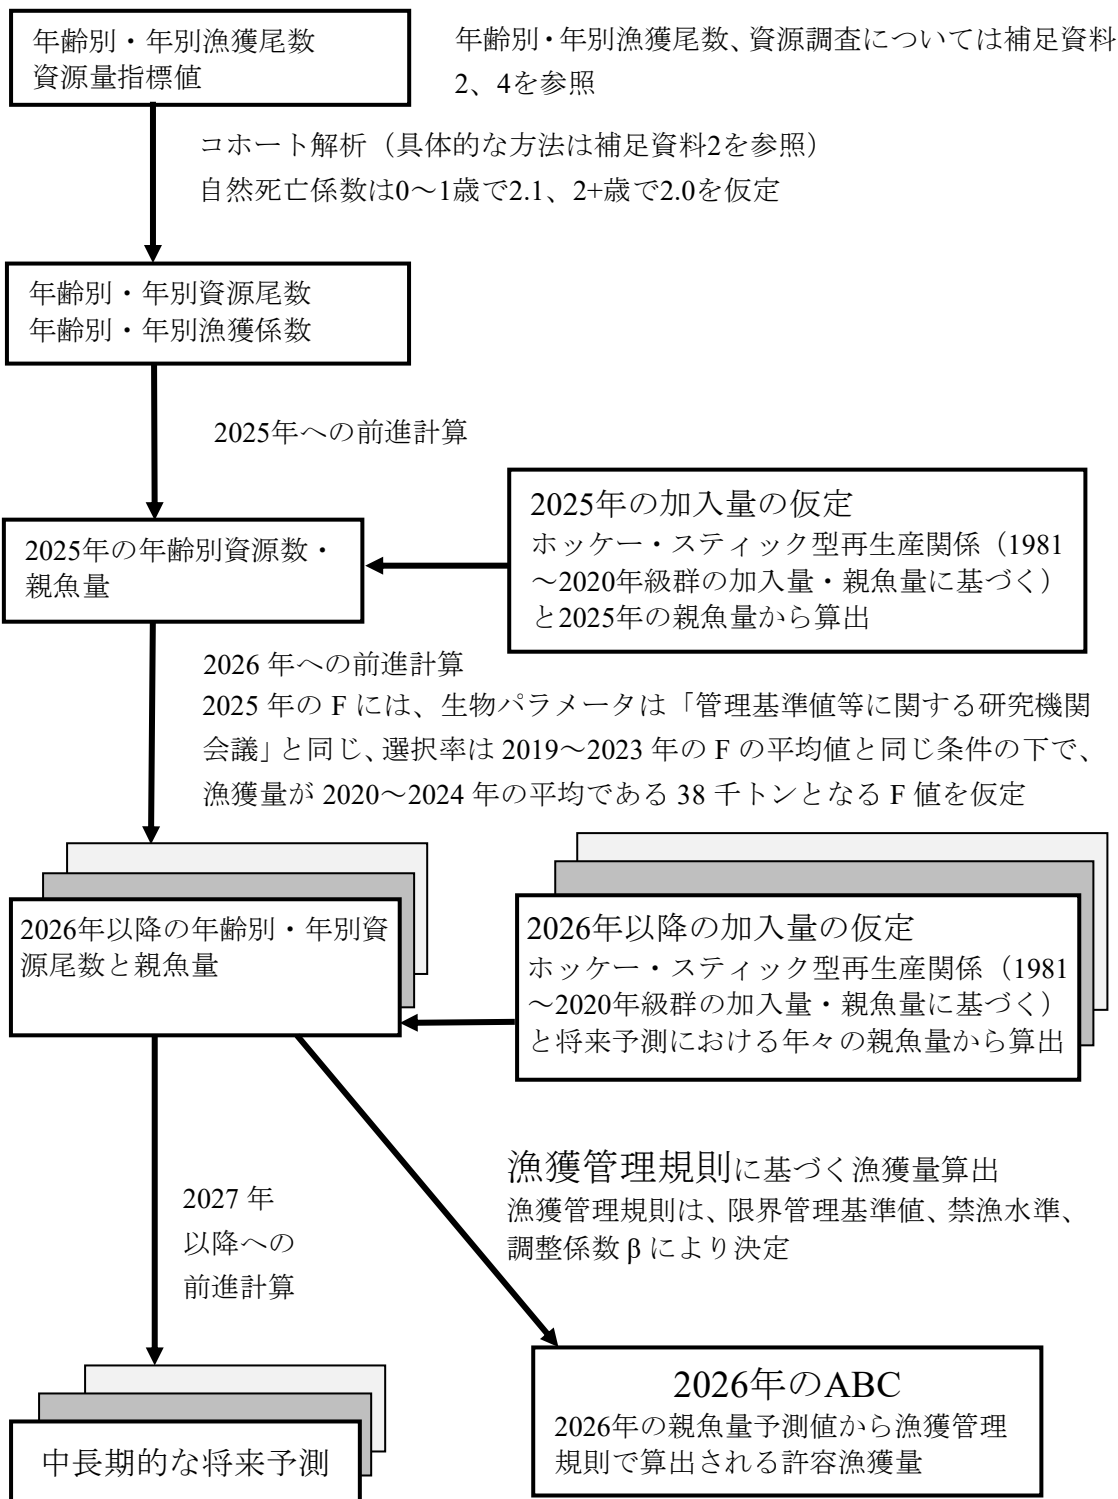 年齢別・年別漁獲尾数
資源量指標値
年齢別・年別漁獲尾数、資源調査については補足資料
2、4を参照
コホート解析（具体的な方法は補足資料2を参照）
自然死亡係数は0～1歳で2.1、2+歳で2.0を仮定
年齢別・年別資源尾数
年齢別・年別漁獲係数
2025年への前進計算
2025年の年齢別資源数・
親魚量
2025年の加入量の仮定
ホッケー・スティック型再生産関係（1981
～2020年級群の加入量・親魚量に基づく）
と2025年の親魚量から算出
2026 年への前進計算
2025 年の F には、生物パラメータは「管理基準値等に関する研究機関
会議」と同じ、選択率は 2019～2023 年の F の平均値と同じ条件の下で、
漁獲量が 2020～2024 年の平均である 38 千トンとなる F 値を仮定
2026年以降の年齢別・年別資
源尾数と親魚量
2026年以降の加入量の仮定
ホッケー・スティック型再生産関係（1981
～2020年級群の加入量・親魚量に基づく）
と将来予測における年々の親魚量から算出
2027 年
以降への
前進計算
漁獲管理規則に基づく漁獲量算出
漁獲管理規則は、限界管理基準値、禁漁水準、
調整係数 β により決定
中長期的な将来予測
2026年のABC
2026年の親魚量予測値から漁獲管理
規則で算出される許容漁獲量